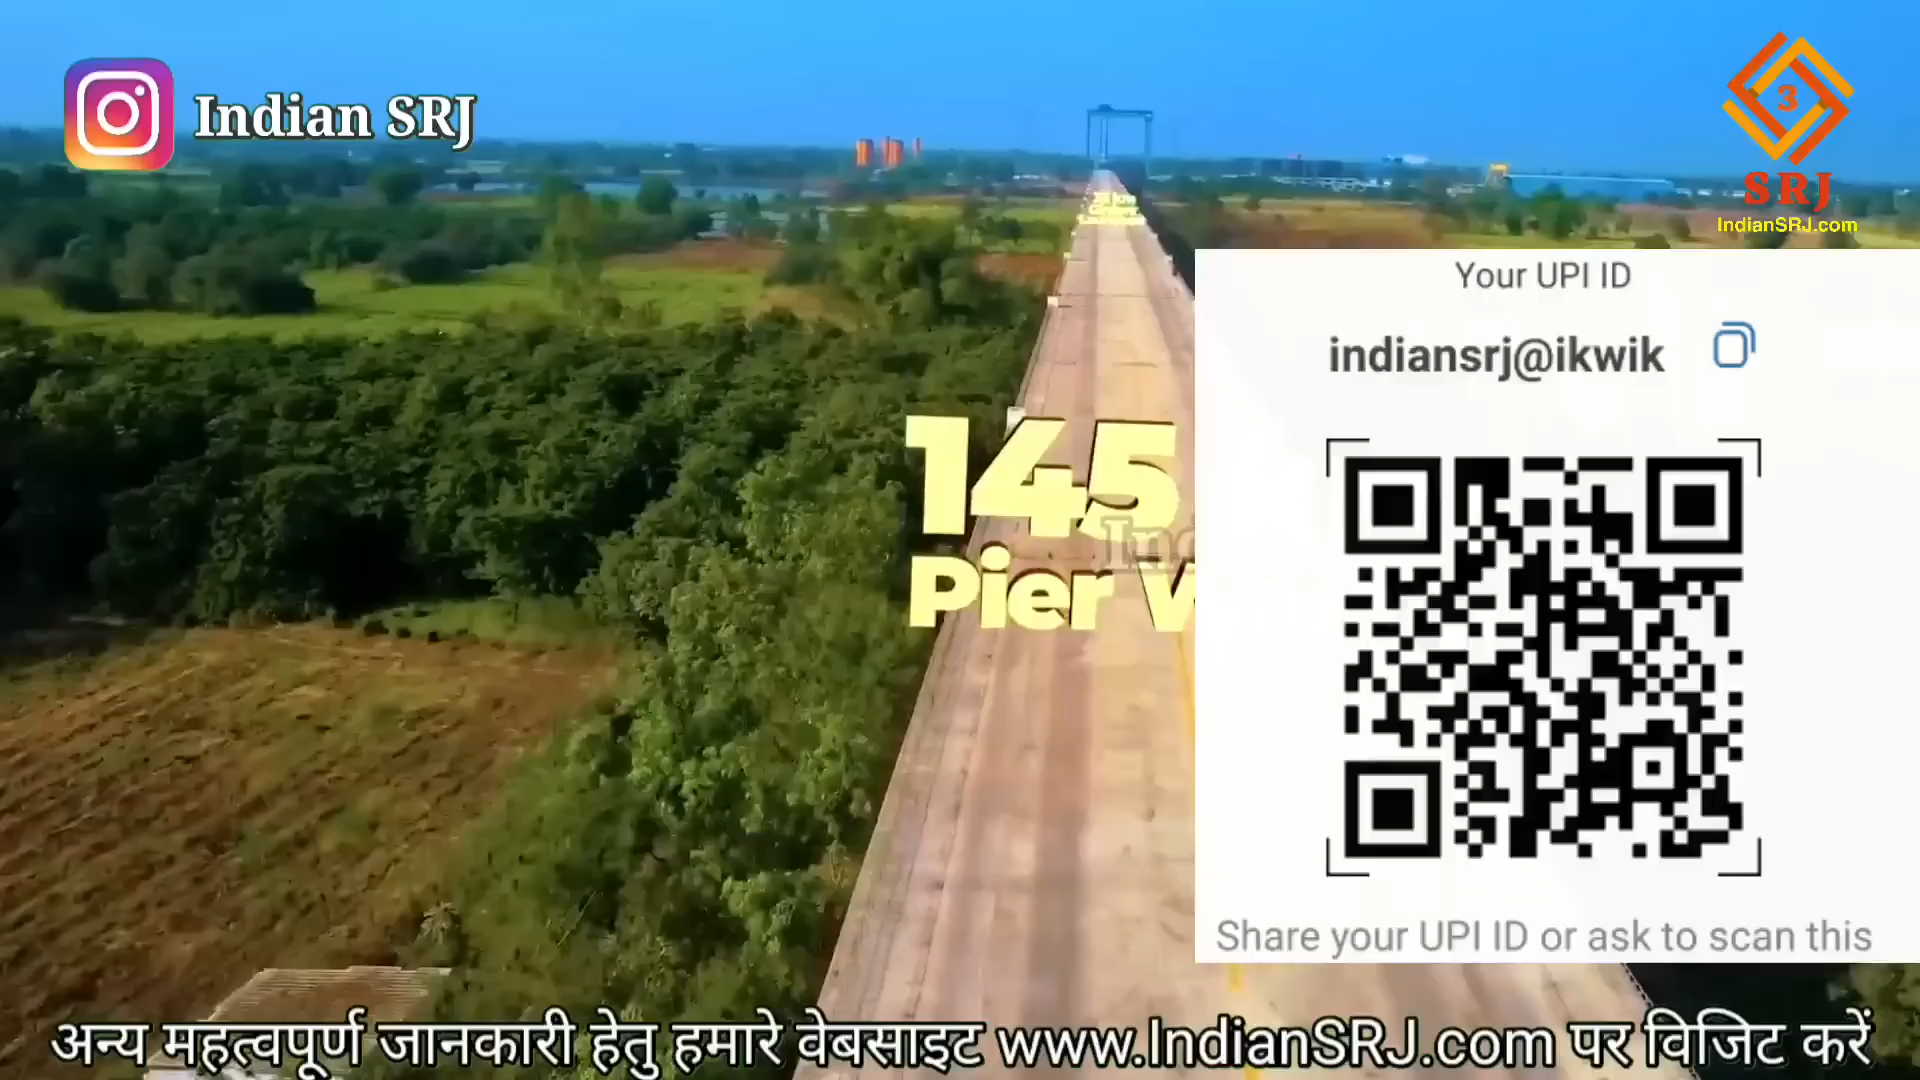 Indian SRJ
3
SRJ
IndianSRJ.com
Your UPI ID
indiansrj@ikwik
145
Pier
Share your UPI ID or ask to scan this
अन्य महत्वपूर्ण जानकारी हेतु हमारे वेबसाइट www.IndianSRJ.com पर विजिट करें